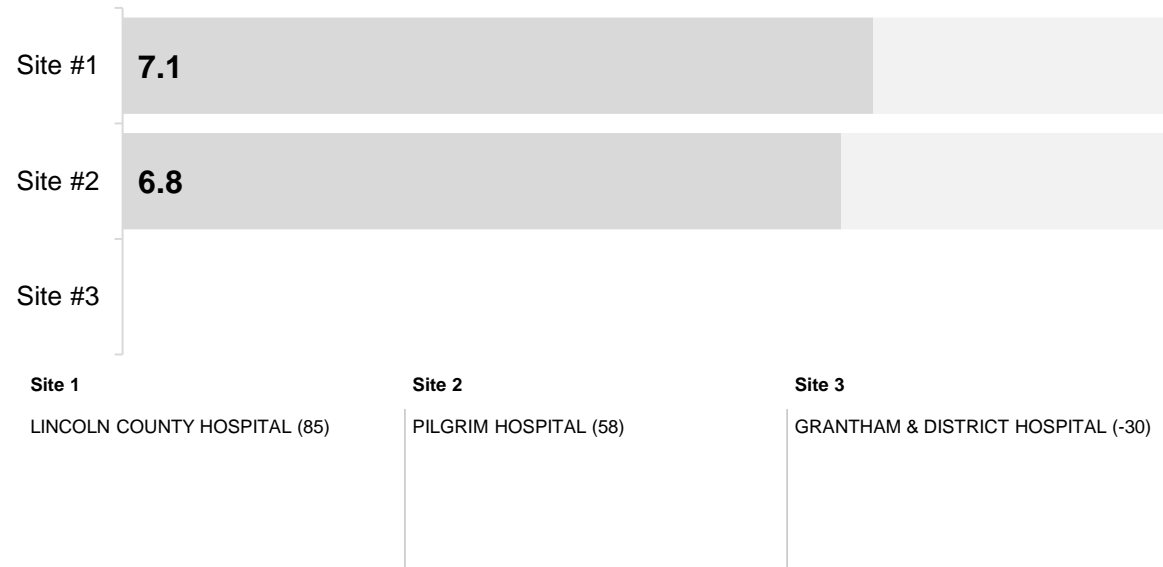 Site #1 7.1
Site #2 6.8
Site #3
Site 1 Site 2 Site 3
LINCOLN COUNTY HOSPITAL (85) PILGRIM HOSPITAL (58) GRANTHAM & DISTRICT HOSPITAL (-30)